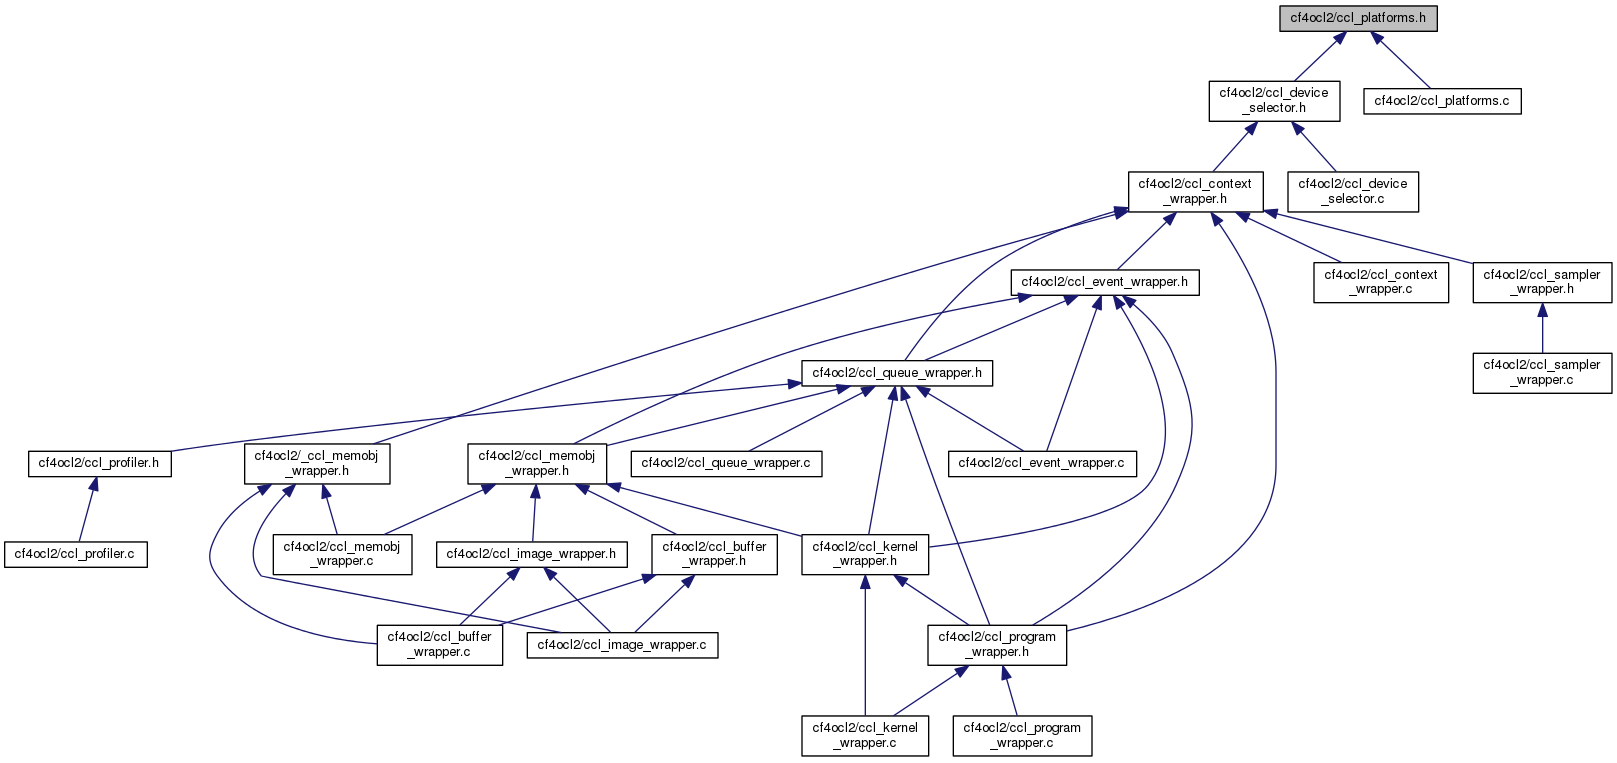 cf4ocl2/ccl_platforms.h
cf4ocl2/ccl_device
_selector.h
cf4ocl2/ccl_platforms.c
cf4ocl2/ccl_context
_wrapper.h
cf4ocl2/ccl_device
_selector.c
cf4ocl2/ccl_event_wrapper.h
cf4ocl2/ccl_context
_wrapper.c
cf4ocl2/ccl_sampler
_wrapper.h
cf4ocl2/ccl_queue_wrapper.h
cf4ocl2/ccl_sampler
_wrapper.c
cf4ocl2/ccl_profiler.h
cf4ocl2/_ccl_memobj
_wrapper.h
cf4ocl2/ccl_memobj
_wrapper.h
cf4ocl2/ccl_queue_wrapper.c
cf4ocl2/ccl_event_wrapper.c
cf4ocl2/ccl_profiler.c
cf4ocl2/ccl_memobj
_wrapper.c
cf4ocl2/ccl_image_wrapper.h
cf4ocl2/ccl_buffer
_wrapper.h
cf4ocl2/ccl_kernel
_wrapper.h
cf4ocl2/ccl_buffer
_wrapper.c
cf4ocl2/ccl_image_wrapper.c
cf4ocl2/ccl_program
_wrapper.h
cf4ocl2/ccl_kernel
_wrapper.c
cf4ocl2/ccl_program
_wrapper.c